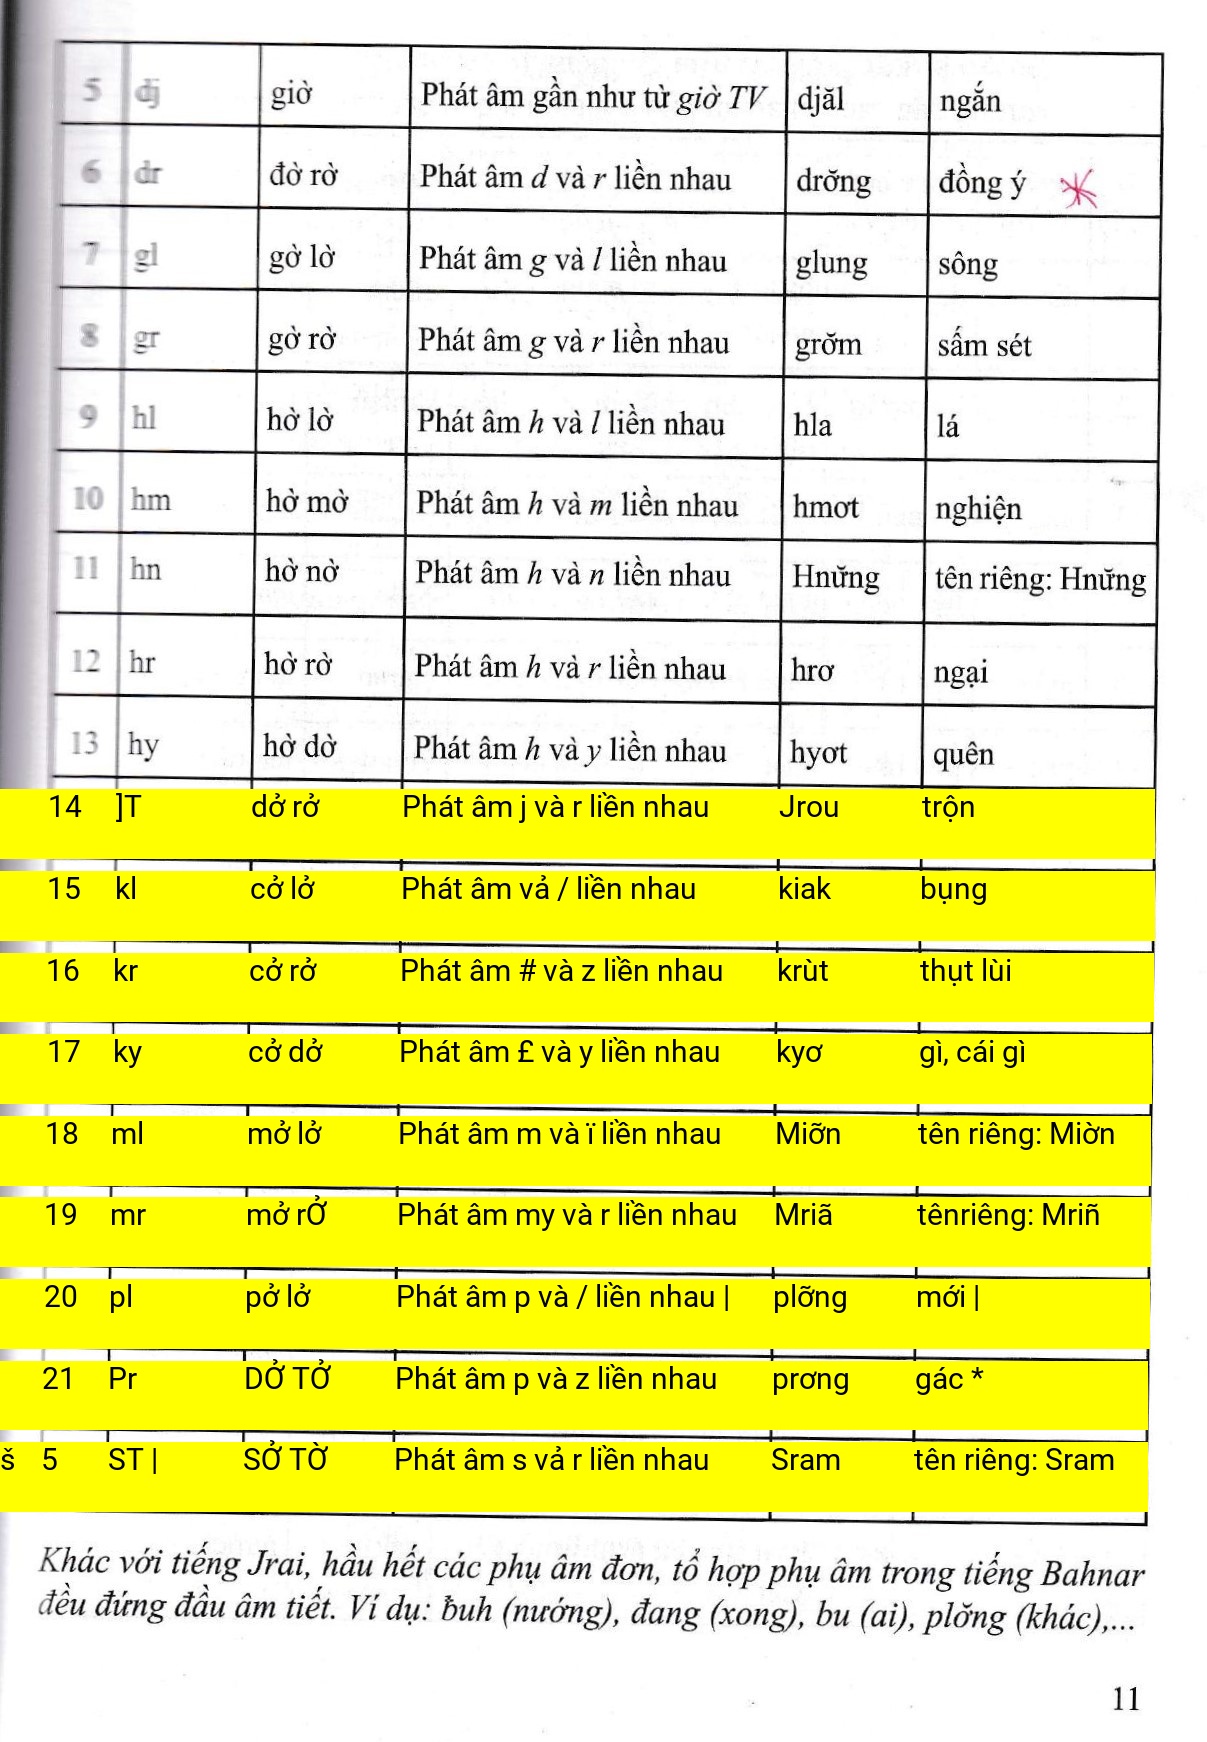 5 dj giờ Phát âm gần như từ giờ TV djăl ngắn
6 dr đờ rờ Phát âm d và r liền nhau drơ̆ng đồng ý
7 gl gờ lờ Phát âm g và l liền nhau glung sông
8 gr gờ rờ Phát âm g và r liền nhau grơ̆m sấm sét
9 hl hờ lờ Phát âm h và l liền nhau hla lá
10 hm hờ mờ Phát âm h và m liền nhau hmơt nghiện
11 hn hờ nờ Phát âm h và n liền nhau Hnư̆ng tên riêng: Hnư̆ng
12 hr hờ rờ Phát âm h và r liền nhau hrơ ngại
13 hy hờ dờ Phát âm h và y liền nhau hyơt quên
14 ]T dở rở Phát âm j và r liền nhau Jrou trộn
15 kl cở lở Phát âm vả / liền nhau kiak bụng
16 kr cở rở Phát âm # và z liền nhau krùt thụt lùi
17 ky cở dở Phát âm £ và y liền nhau kyơ gì, cái gì
18 ml mở lở Phát âm m và ï liền nhau Miỡn tên riêng: Miờn
19 mr mở rỞ Phát âm my và r liền nhau Mriã tênriêng: Mriñ
20 pl pở lở Phát âm p và / liền nhau | plỡng mới |
21 Pr DỞ TỞ Phát âm p và z liền nhau prơng gác *
š 5 ST | SỞ TỜ Phát âm s vả r liền nhau Sram tên riêng: Sram
Khác với tiếng Jrai, hầu hết các phụ âm đơn, tổ hợp phụ âm trong tiếng Bahnar
đều đứng đầu âm tiết. Ví dụ: ƀuh (nướng), đang (xong), bu (ai), plơ̆ng (khác),...
11